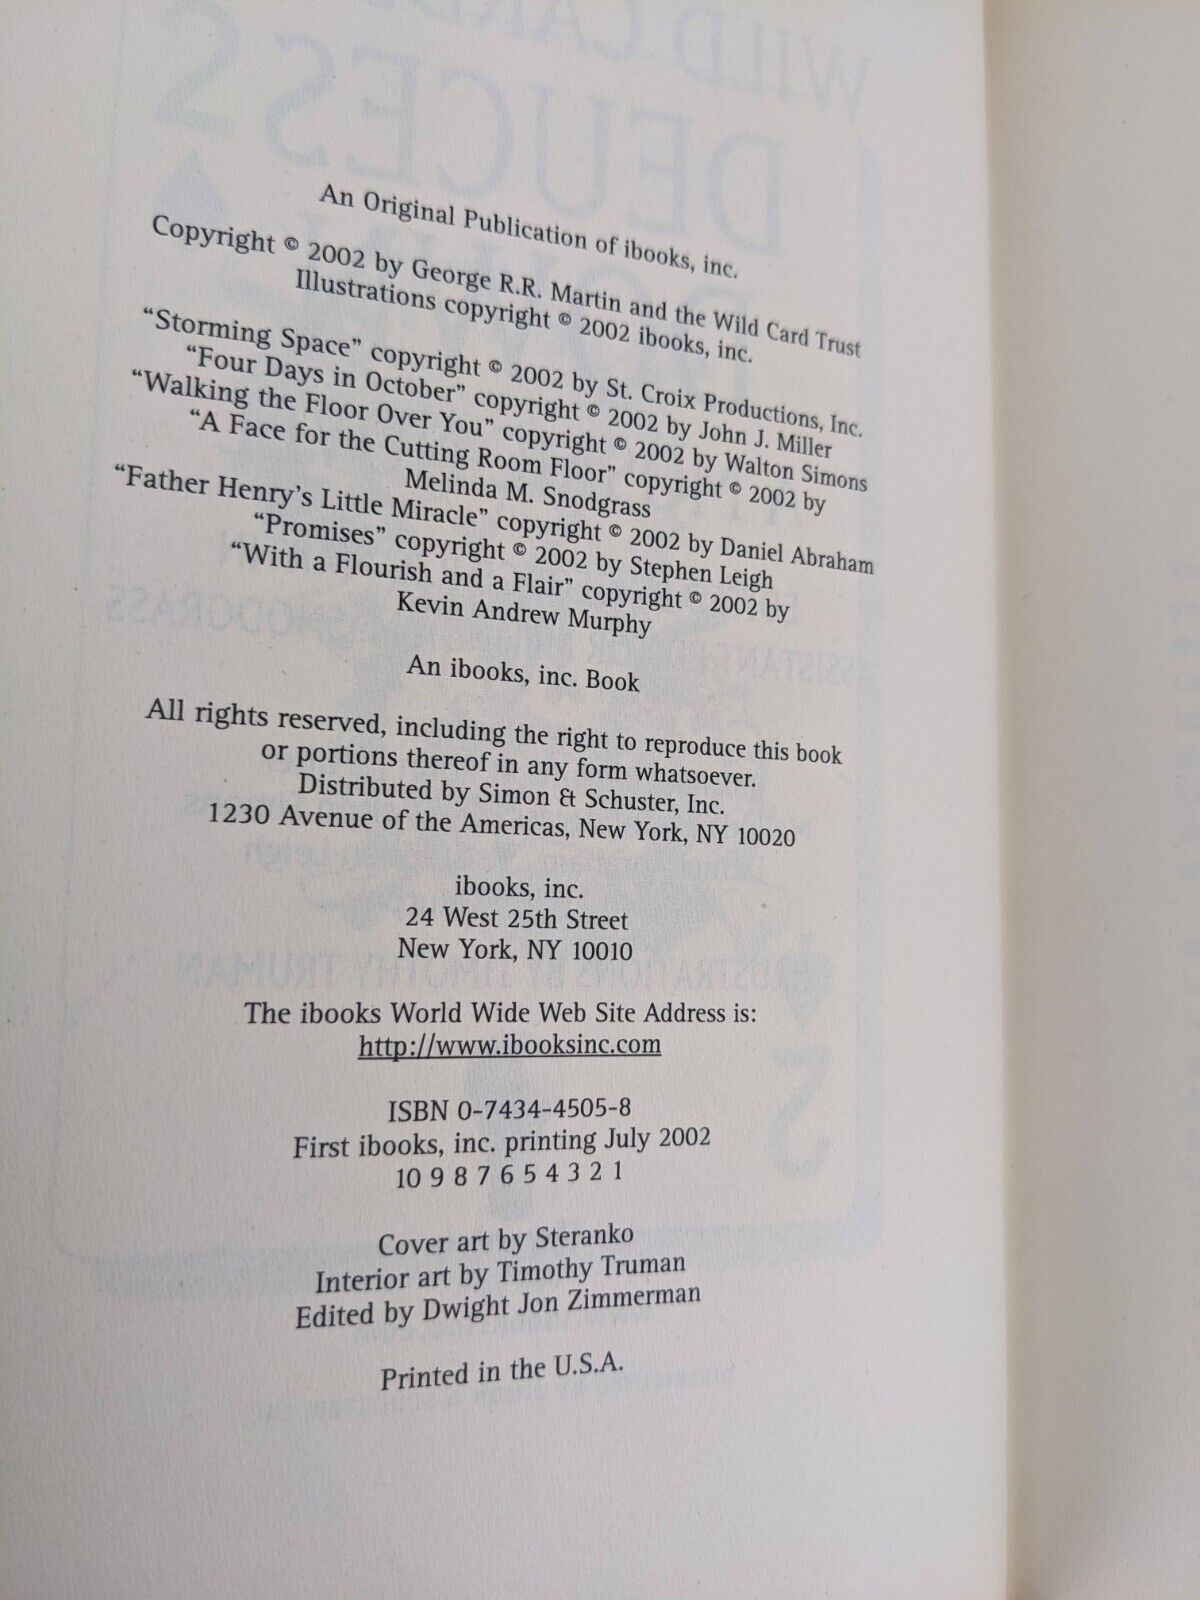 An Original Publication of ibooks, inc.
Copyright © 2002 by George R.R. Martin and the Wild Card Trust
Illustrations copyright © 2002 ibooks, inc.
“Storming Space” copyright © 2002 by St. Croix Productions, Inc.
“Four Days in October” copyright © 2002 by John J. Miller
“Walking the Floor Over You” copyright © 2002 by Walton Simons
“A Face for the Cutting Room Floor” copyright © 2002 by
Melinda M. Snodgrass
“Father Henry’s Little Miracle” copyright © 2002 by Daniel Abraham
“Promises” copyright © 2002 by Stephen Leigh
“With a Flourish and a Flair” copyright © 2002 by
Kevin Andrew Murphy
An ibooks, inc. Book
All rights reserved, including the right to reproduce this book
or portions thereof in any form whatsoever.
Distributed by Simon & Schuster, Inc.
1230 Avenue of the Americas, New York, NY 10020
ibooks, inc.
24 West 25th Street
New York, NY 10010
The ibooks World Wide Web Site Address is:
http://www.ibooksinc.com
ISBN 0-7434-4505-8
First ibooks, inc. printing July 2002
10 9 8 7 6 5 4 3 2 1
Cover art by Steranko
Interior art by Timothy Truman
Edited by Dwight Jon Zimmerman
Printed in the U.S.A.